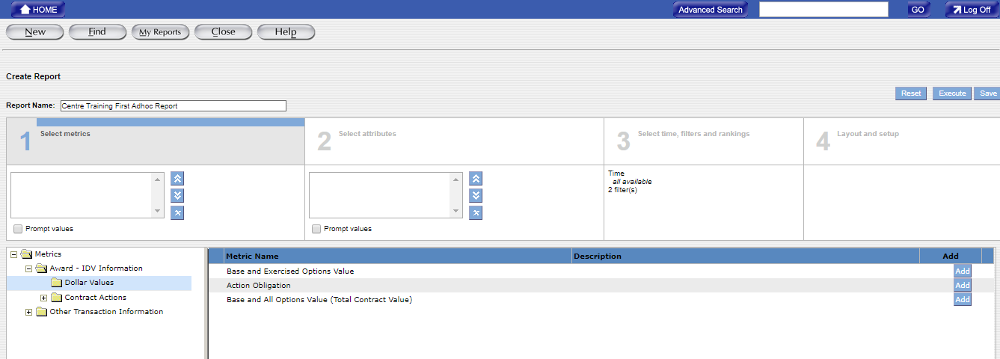 HOME
Advanced Search
GO
Log Off
New
Find
My Reports
Close
Help
Create Report
Reset
Execute
Save
Report Name: Centre Training First Adhoc Report
1 Select metrics
2 Select attributes
3 Select time, filters and rankings
4 Layout and setup
Prompt values
Prompt values
Time
all available
2 filter(s)
Metrics
Award - IDV Information
Dollar Values
Contract Actions
Other Transaction Information
Metric Name Description Add
Base and Exercised Options Value Add
Action Obligation Add
Base and All Options Value (Total Contract Value) Add